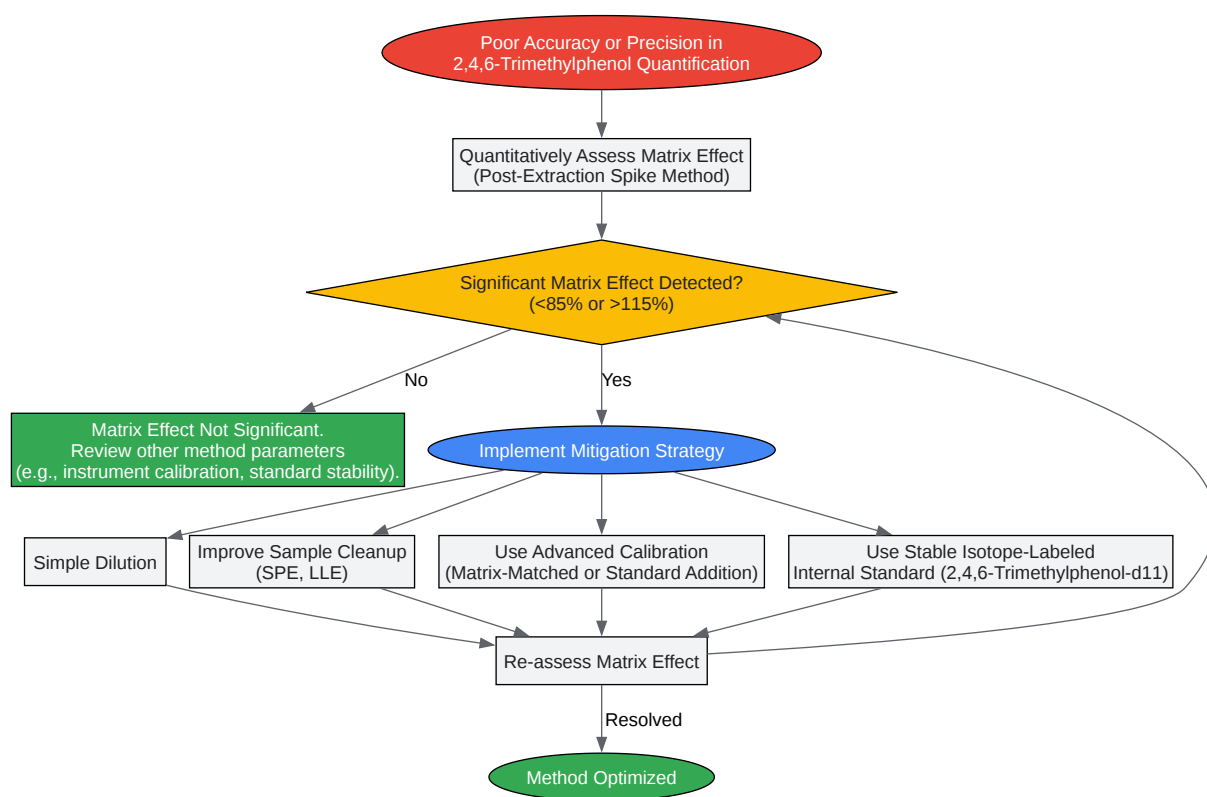 Poor Accuracy or Precision in
2,4,6-Trimethylphenol Quantification
Quantitatively Assess Matrix Effect
(Post-Extraction Spike Method)
Significant Matrix Effect Detected?
(<85% or >115%)
No
Yes
Matrix Effect Not Significant.
Review other method parameters
(e.g., instrument calibration, standard stability).
Implement Mitigation Strategy
Simple Dilution
Improve Sample Cleanup
(SPE, LLE)
Use Advanced Calibration
(Matrix-Matched or Standard Addition)
Use Stable Isotope-Labeled
Internal Standard (2,4,6-Trimethylphenol-d11)
Re-assess Matrix Effect
Resolved
Method Optimized